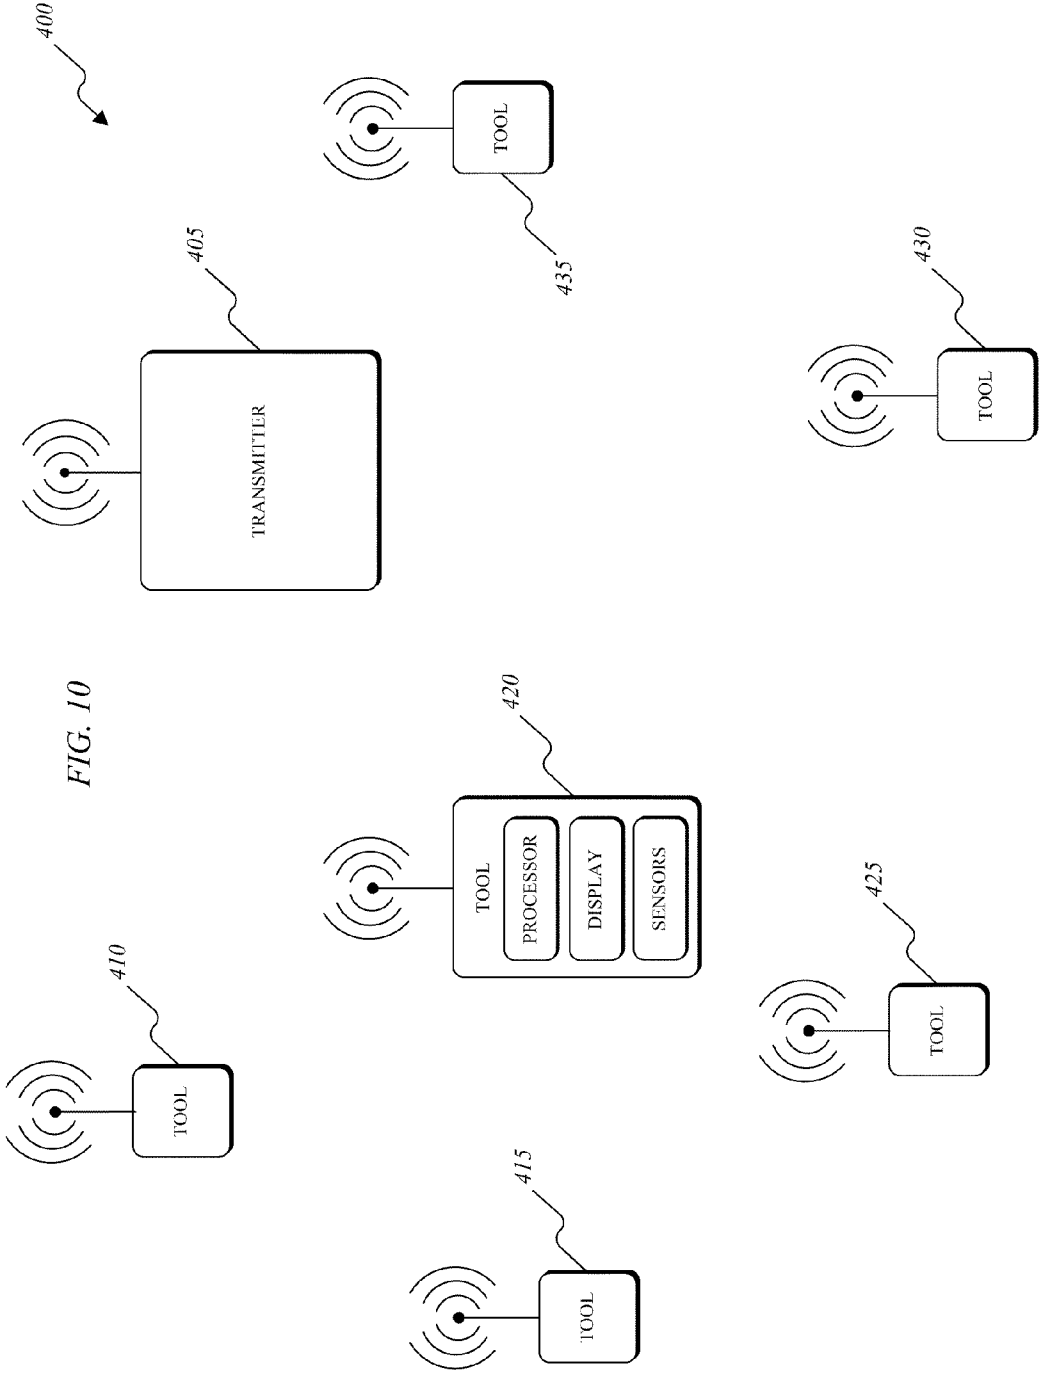 FIG. 10
400
TRANSMITTER
405
TOOL
410
TOOL
415
TOOL
PROCESSOR
DISPLAY
SENSORS
420
TOOL
425
TOOL
430
TOOL
435